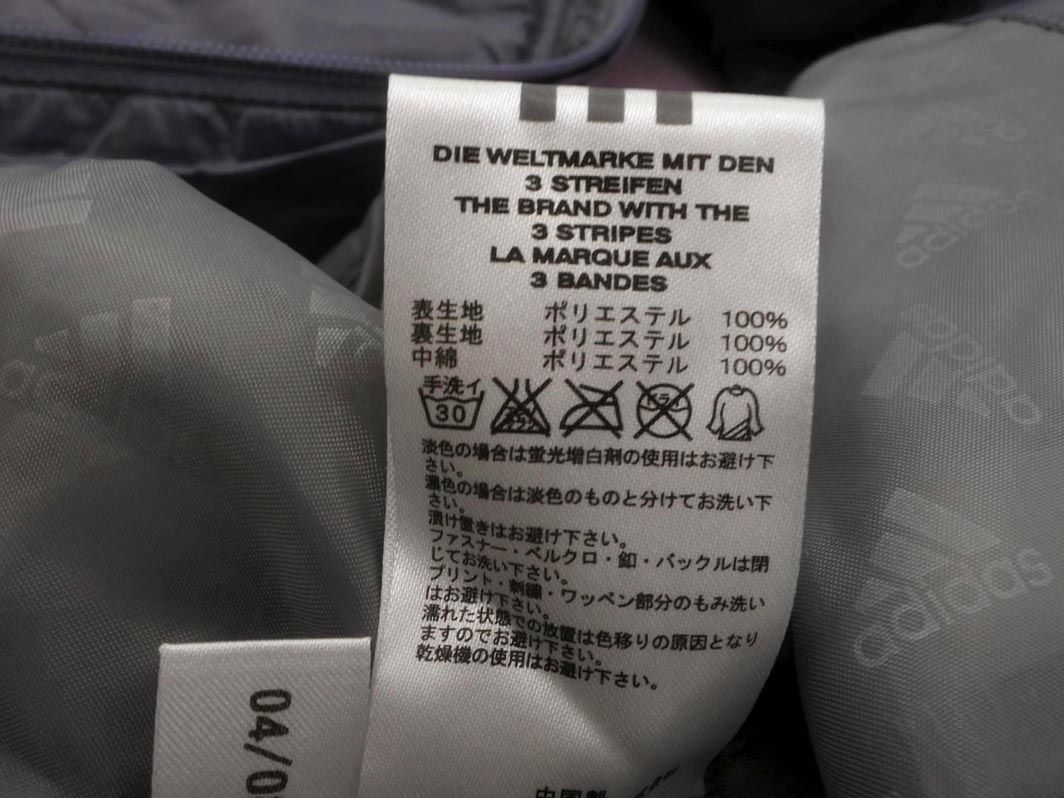 DIE WELTMARKE MIT DEN
3 STREIFEN
THE BRAND WITH THE
3 STRIPES
LA MARQUE AUX
3 BANDES
表生地 ポリエステル 100%
裏生地 ポリエステル 100%
中綿 ポリエステル 100%
手洗イ
30
ドライ
淡色の場合は蛍光増白剤の使用はお避け下
さい。
濃色の場合は淡色のものと分けてお洗い下
さい。
漬け置きはお避け下さい。
ファスナー・ベルクロ・釦・バックルは閉
じてお洗い下さい。
プリント・刺繍・ワッペン部分のもみ洗い
はお避け下さい。
濡れた状態での放置は色移りの原因となり
ますのでお避け下さい。
乾燥機の使用はお避け下さい。
中国製
04/0
adidas
adidas
adidas